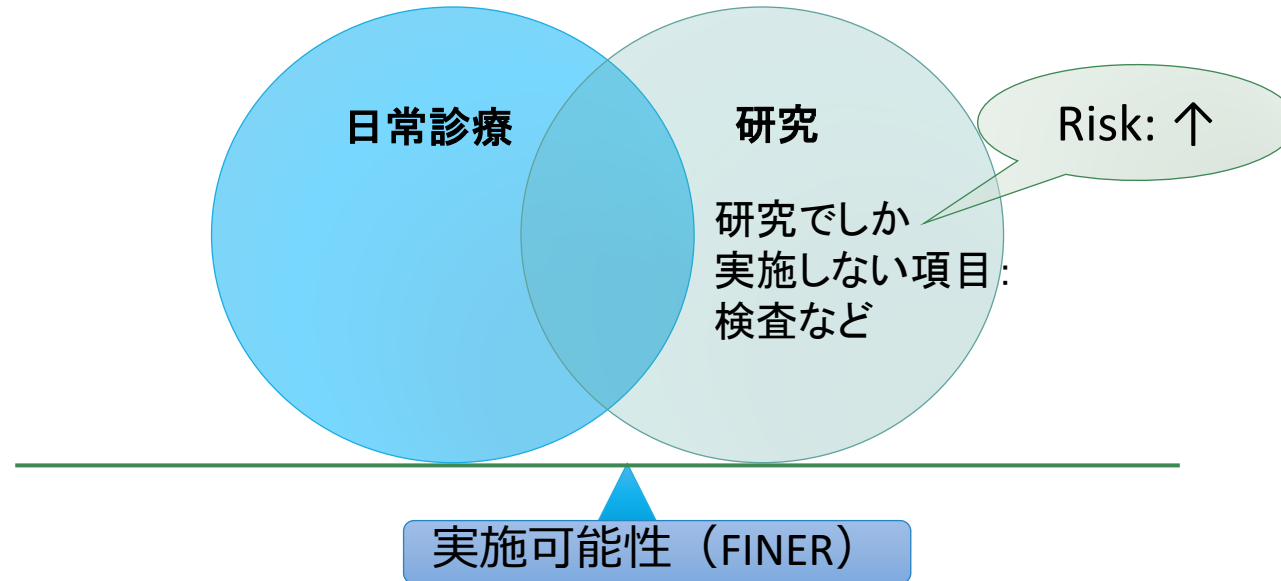 日常診療
研究
Risk: ↑
研究でしか
実施しない項目:
検査など
実施可能性（FINER）